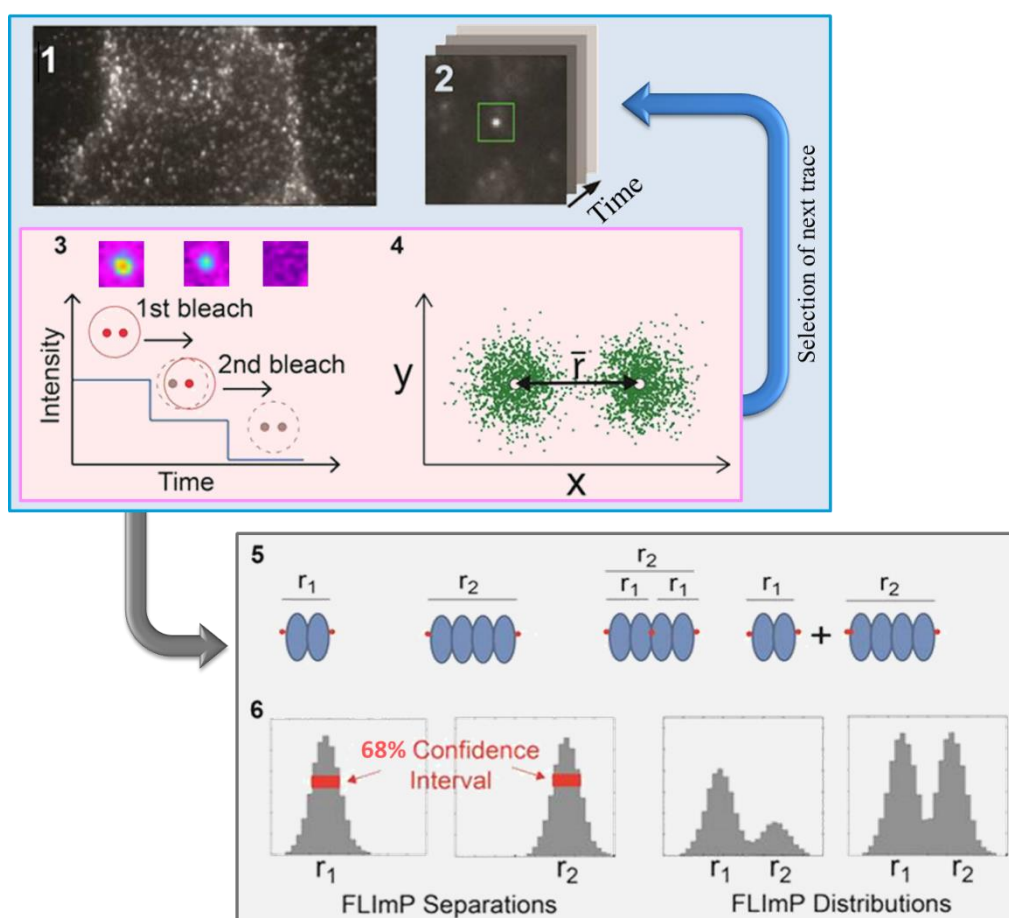 1
2
Time
Selection of next trace
3
1st bleach
2nd bleach
Intensity
Time
4
y
r̄
x
5
r₁
r₂
r₂
r₁ r₁
r₁
+
r₂
6
68% Confidence
Interval
r₁
r₂
r₁ r₂
r₁ r₂
FLImP Separations
FLImP Distributions